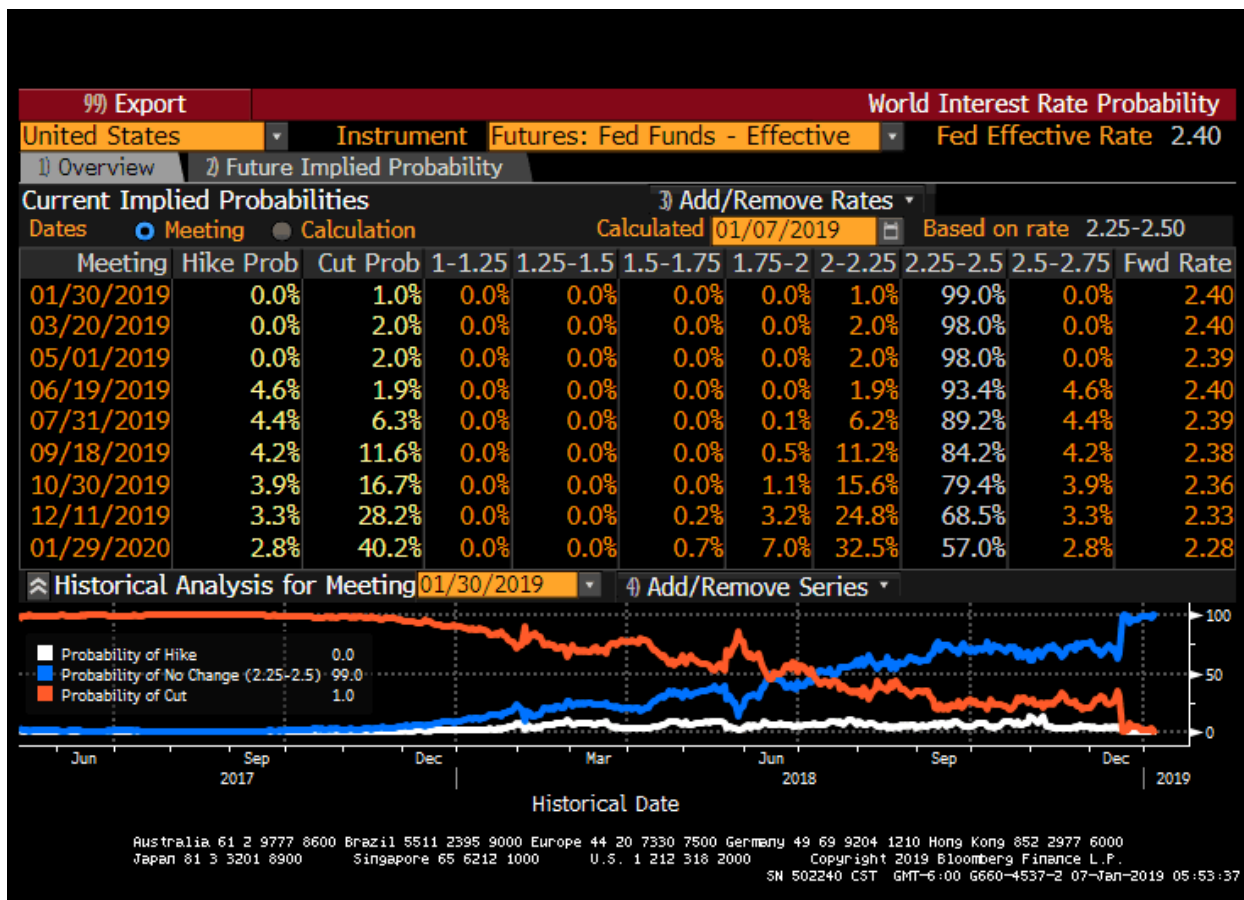 99) Export World Interest Rate Probability
United States Instrument Futures: Fed Funds - Effective Fed Effective Rate 2.40
1) Overview 2) Future Implied Probability
Current Implied Probabilities 3) Add/Remove Rates
Dates Meeting Calculation Calculated 01/07/2019 Based on rate 2.25-2.50
Meeting Hike Prob Cut Prob 1-1.25 1.25-1.5 1.5-1.75 1.75-2 2-2.25 2.25-2.5 2.5-2.75 Fwd Rate
01/30/2019 0.0% 1.0% 0.0% 0.0% 0.0% 0.0% 1.0% 99.0% 0.0% 2.40
03/20/2019 0.0% 2.0% 0.0% 0.0% 0.0% 0.0% 2.0% 98.0% 0.0% 2.40
05/01/2019 0.0% 2.0% 0.0% 0.0% 0.0% 0.0% 2.0% 98.0% 0.0% 2.39
06/19/2019 4.6% 1.9% 0.0% 0.0% 0.0% 0.0% 1.9% 93.4% 4.6% 2.40
07/31/2019 4.4% 6.3% 0.0% 0.0% 0.0% 0.1% 6.2% 89.2% 4.4% 2.39
09/18/2019 4.2% 11.6% 0.0% 0.0% 0.0% 0.5% 11.2% 84.2% 4.2% 2.38
10/30/2019 3.9% 16.7% 0.0% 0.0% 0.0% 1.1% 15.6% 79.4% 3.9% 2.36
12/11/2019 3.3% 28.2% 0.0% 0.0% 0.2% 3.2% 24.8% 68.5% 3.3% 2.33
01/29/2020 2.8% 40.2% 0.0% 0.0% 0.7% 7.0% 32.5% 57.0% 2.8% 2.28
Historical Analysis for Meeting 01/30/2019 4) Add/Remove Series
100
Probability of Hike 0.0
Probability of No Change (2.25-2.5) 99.0
50
Probability of Cut 1.0
0
Jun Sep Dec Mar Jun Sep Dec
2017 2018 2019
Historical Date
Australia 61 2 9777 8600 Brazil 5511 2395 9000 Europe 44 20 7330 7500 Germany 49 69 9204 1210 Hong Kong 852 2977 6000
Japan 81 3 3201 8900 Singapore 65 6212 1000 U.S. 1 212 318 2000 Copyright 2019 Bloomberg Finance L.P.
SN 502240 CST GMT-6:00 G660-4537-2 07-Jan-2019 05:53:37